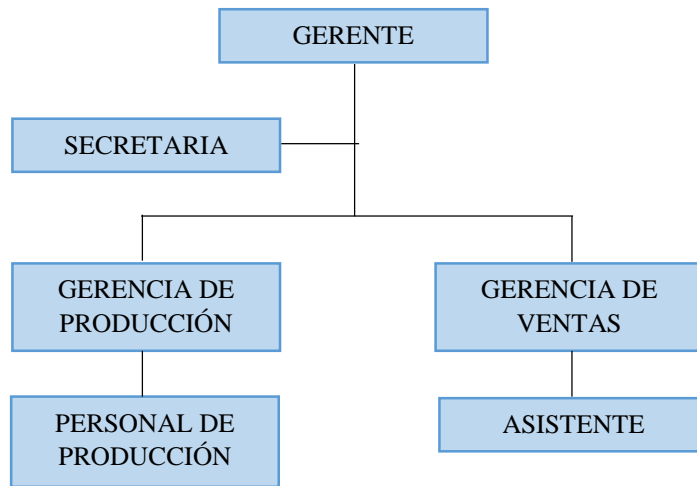 GERENTE
SECRETARIA
GERENCIA DE
PRODUCCIÓN
GERENCIA DE
VENTAS
PERSONAL DE
PRODUCCIÓN
ASISTENTE